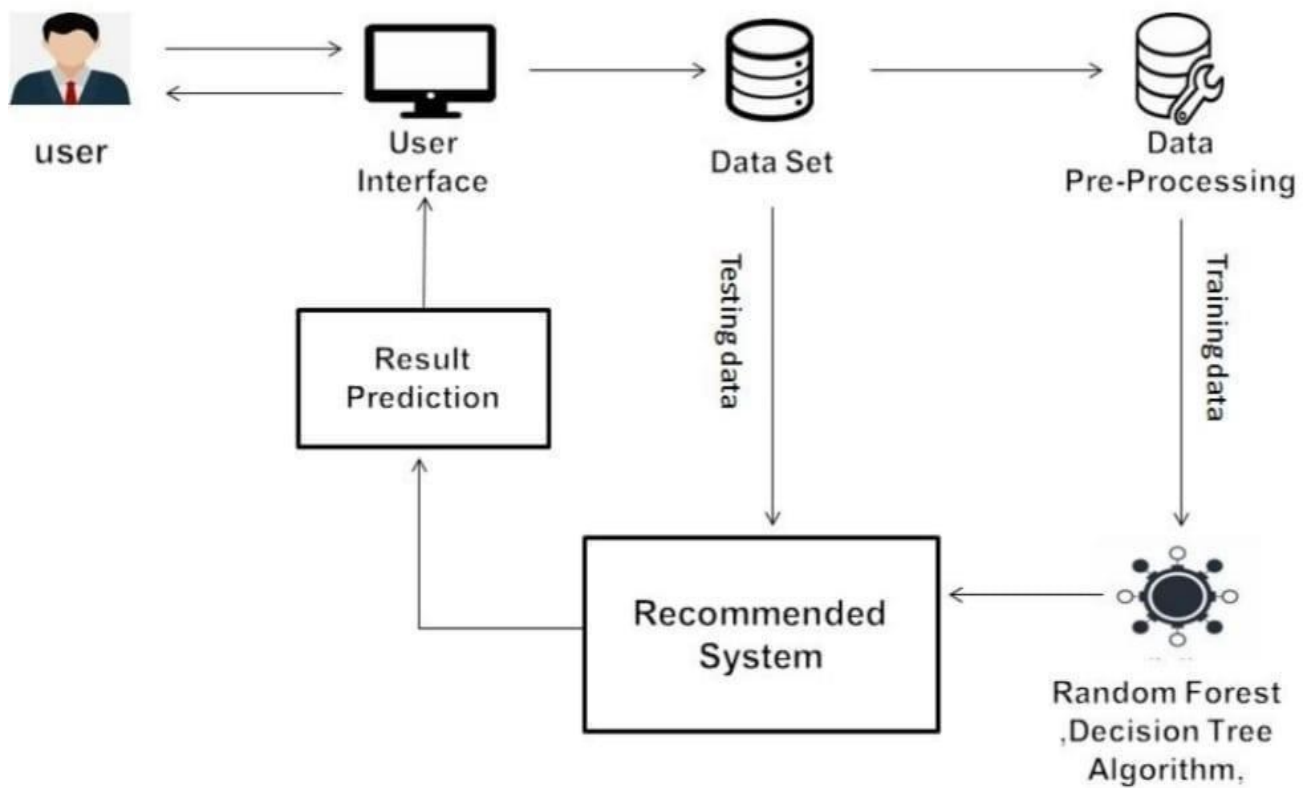 user
User
Interface
Data Set
Data
Pre-Processing
Testing data
Training data
Result
Prediction
Recommended
System
Random Forest
,Decision Tree
Algorithm,